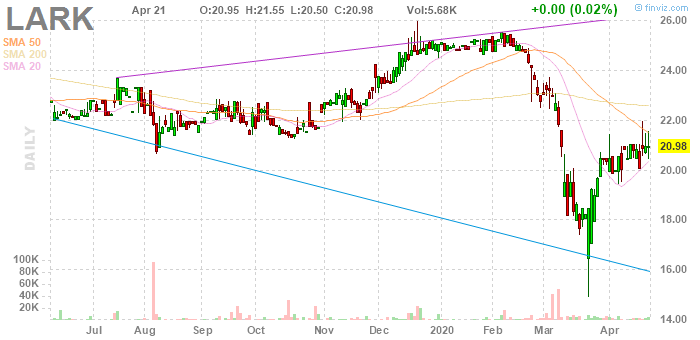 LARK Apr 21 O:20.95 H:21.55 L:20.50 C:20.98 Vol:5.68K +0.00 (0.02%)
© finviz.com
SMA 50
SMA 200
SMA 20
DAILY
26.00
24.00
22.00
20.98
20.00
18.00
16.00
14.00
100K
80K
60K
40K
20K
Jul Aug Sep Oct Nov Dec 2020 Feb Mar Apr